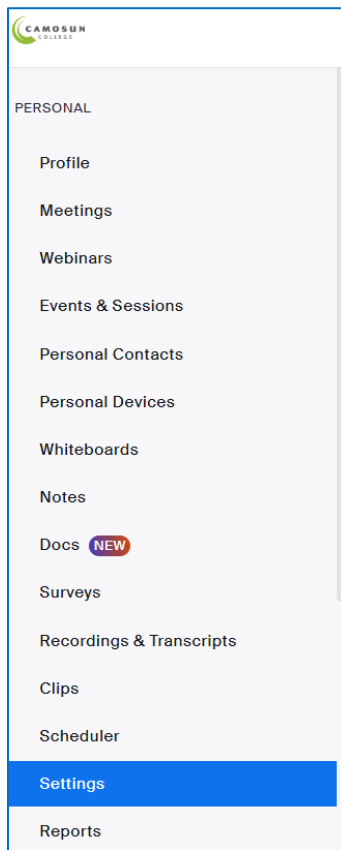 CAMOSUN
COLLEGE
PERSONAL
Profile
Meetings
Webinars
Events & Sessions
Personal Contacts
Personal Devices
Whiteboards
Notes
Docs NEW
Surveys
Recordings & Transcripts
Clips
Scheduler
Settings
Reports